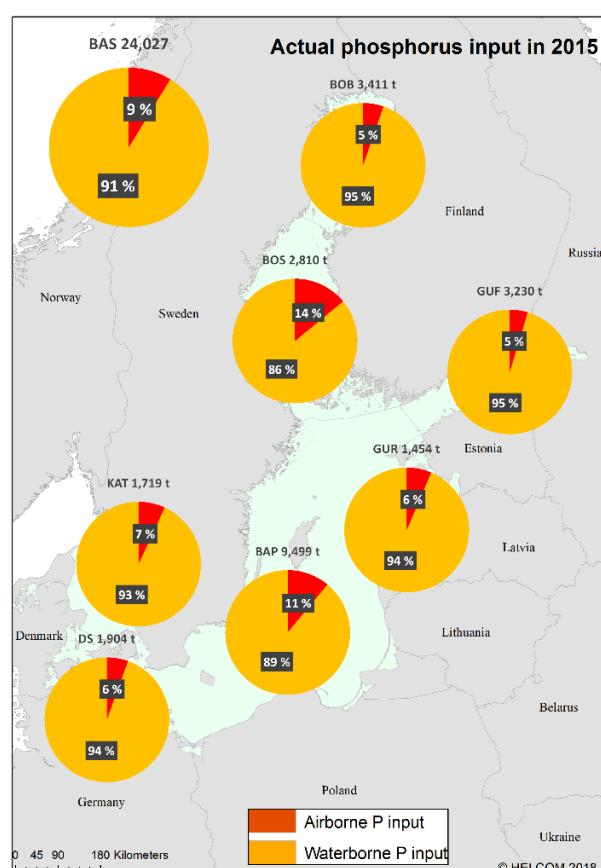 Actual phosphorus input in 2015
BAS 24,027
9 %
91 %
BOB 3,411 t
5 %
95 %
Finland
Russia
BOS 2,810 t
14 %
86 %
Norway
Sweden
GUF 3,230 t
5 %
95 %
Estonia
GUR 1,454 t
6 %
94 %
KAT 1,719 t
7 %
93 %
BAP 9,499 t
11 %
89 %
Latvia
Lithuania
Denmark
DS 1,904 t
6 %
94 %
Belarus
Germany
Poland
Ukraine
Airborne P input
Waterborne P input
0 45 90 180 Kilometers
© HELCOM 2018